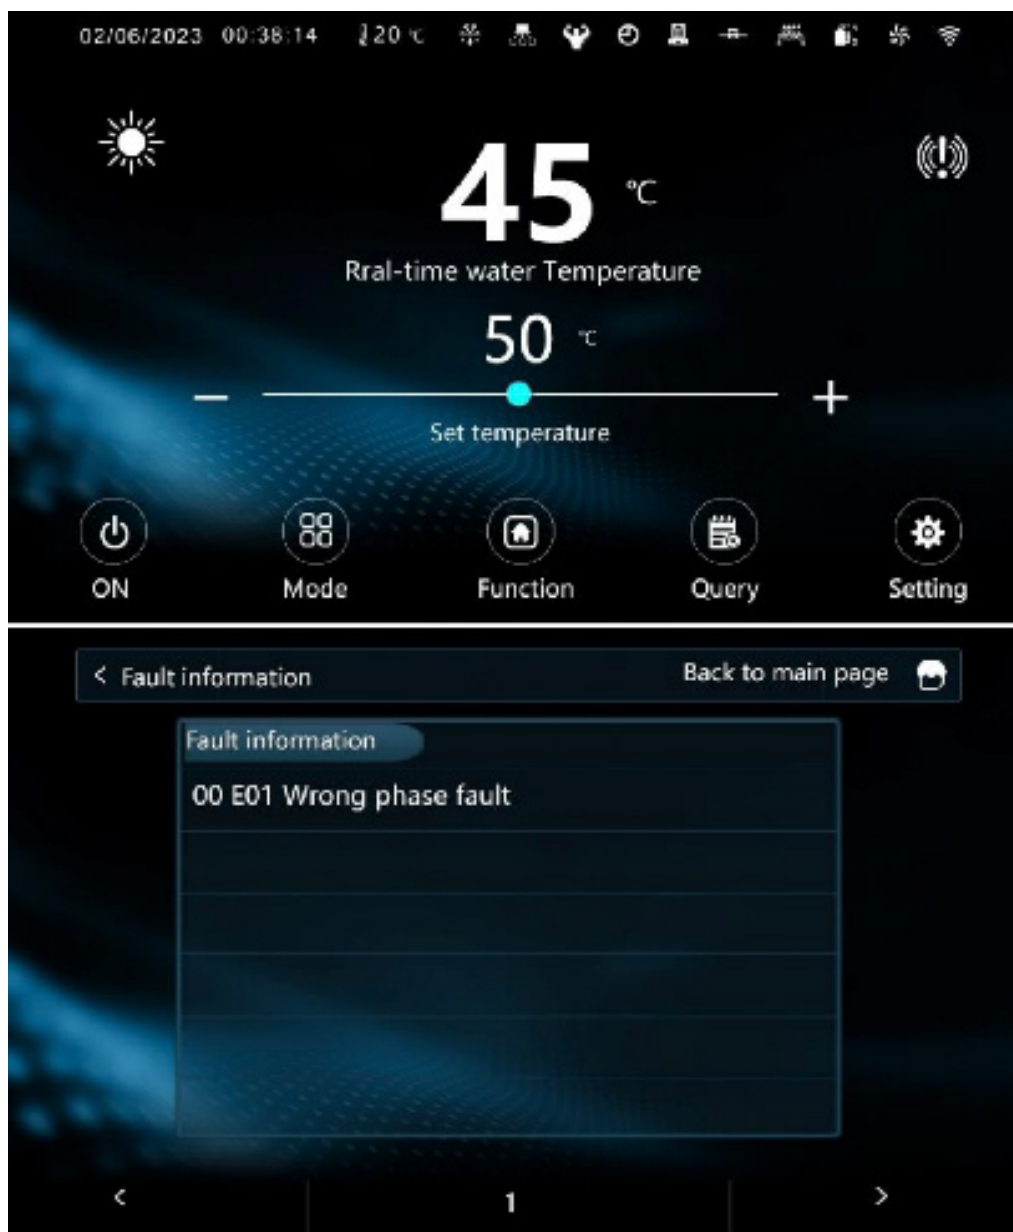 02/06/2023 00:38:14 20 ℃
45 ℃
Rral-time water Temperature
50 ℃
− +
Set temperature
ON Mode Function Query Setting
< Fault information Back to main page
Fault information
00 E01 Wrong phase fault
< 1 >